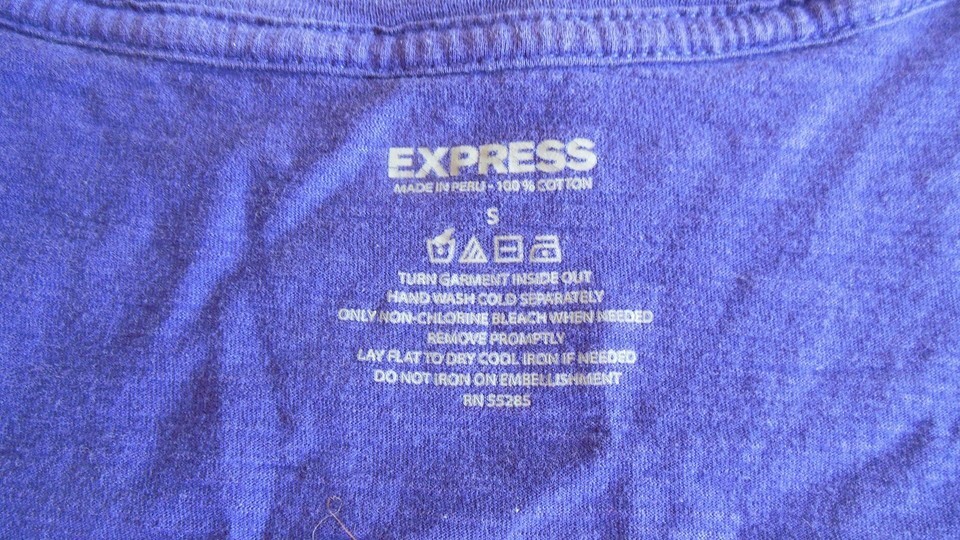 EXPRESS
MADE IN PERU - 100% COTTON
S
TURN GARMENT INSIDE OUT
HAND WASH COLD SEPARATELY
ONLY NON-CHLORINE BLEACH WHEN NEEDED
REMOVE PROMPTLY
LAY FLAT TO DRY COOL IRON IF NEEDED
DO NOT IRON ON EMBELLISHMENT
RN 55285